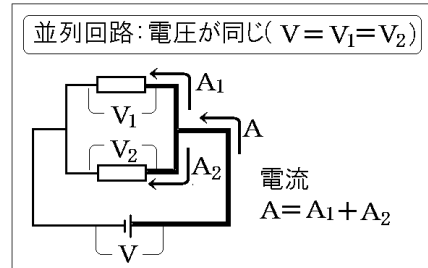 並列回路:電圧が同じ( V=V₁=V₂)
A₁
V₁
A
V₂
A₂
電流
A=A₁+A₂
V